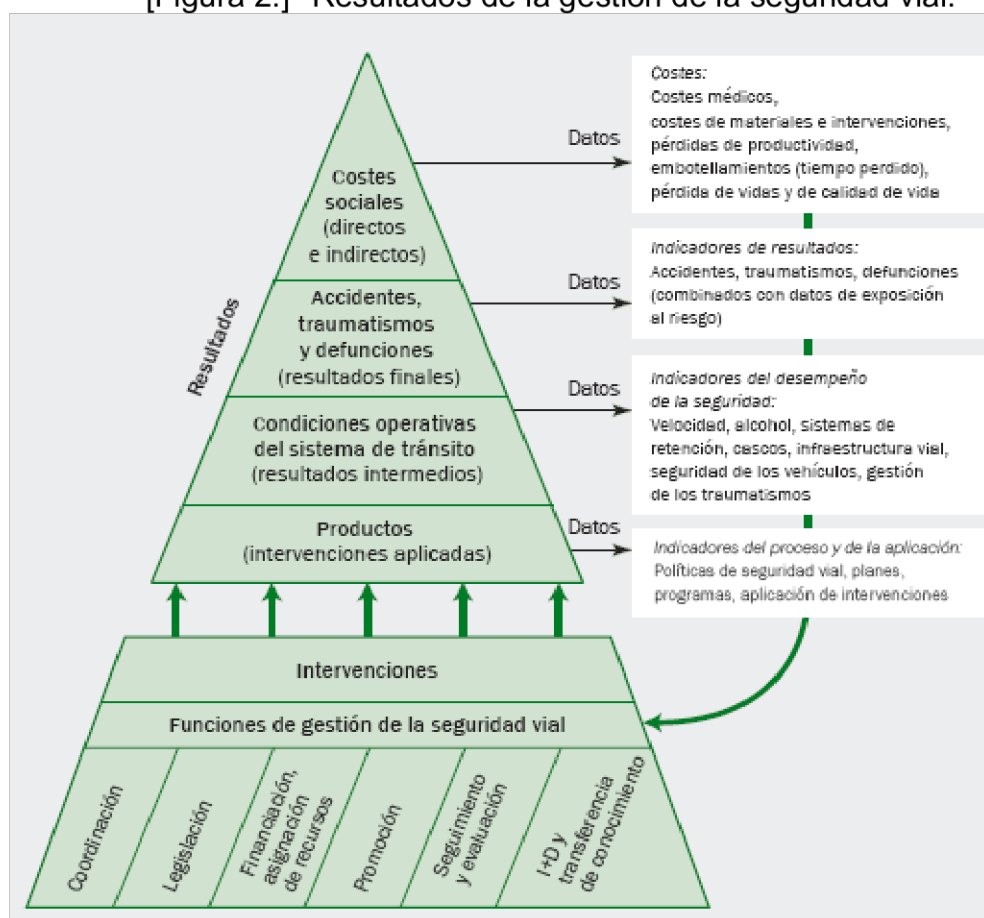 [Figura 2.] Resultados de la gestión de la seguridad vial.
Costes
sociales
(directos
e indirectos)
Accidentes,
traumatismos
y defunciones
(resultados finales)
Condiciones operativas
del sistema de tránsito
(resultados intermedios)
Productos
(intervenciones aplicadas)
Resultados
Datos
Costes:
Costes médicos,
costes de materiales e intervenciones,
pérdidas de productividad,
embotellamientos (tiempo perdido),
pérdida de vidas y de calidad de vida
Datos
Indicadores de resultados:
Accidentes, traumatismos, defunciones
(combinados con datos de exposición
al riesgo)
Datos
Indicadores del desempeño
de la seguridad:
Velocidad, alcohol, sistemas de
retención, cascos, infraestructura vial,
seguridad de los vehículos, gestión
de los traumatismos
Datos
Indicadores del proceso y de la aplicación:
Políticas de seguridad vial, planes,
programas, aplicación de intervenciones
Intervenciones
Funciones de gestión de la seguridad vial
Coordinación
Legislación
Financiación,
asignación
de recursos
Promoción
Seguimiento
y evaluación
I+D y
transferencia
de conocimiento